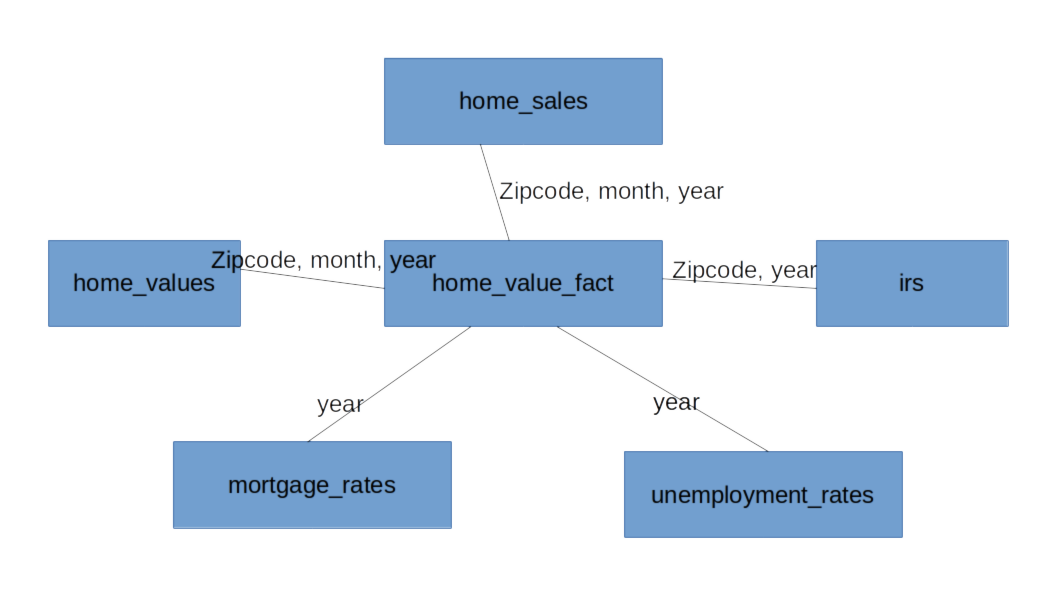 home_sales
Zipcode, month, year
Zipcode, month, year
home_values
home_value_fact
Zipcode, year
irs
year
year
mortgage_rates
unemployment_rates